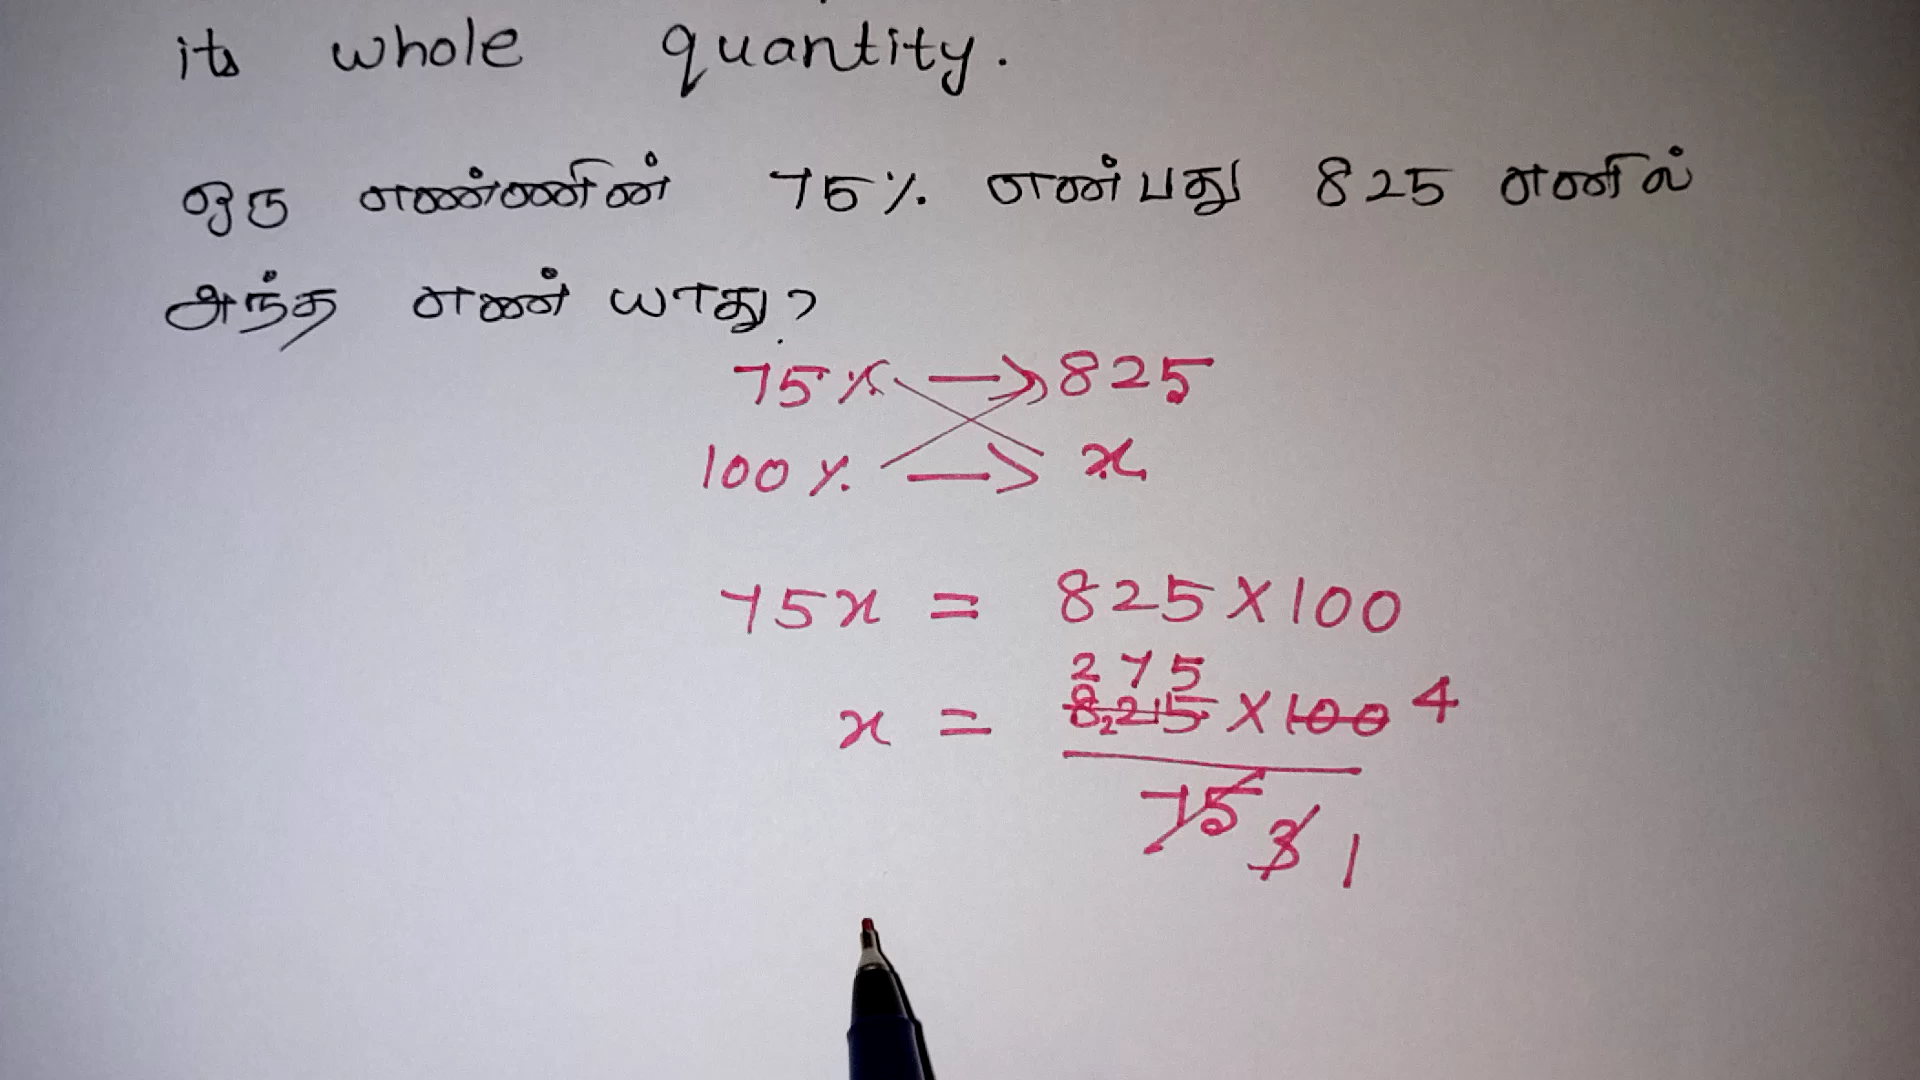 its whole quantity.
ஒரு எண்ணின் 75% என்பது 825 எனில்
அந்த எண் யாது?
75% → 825
100% → x
75x = 825 X 100
275
x = 825 X 100 4
75 3 1